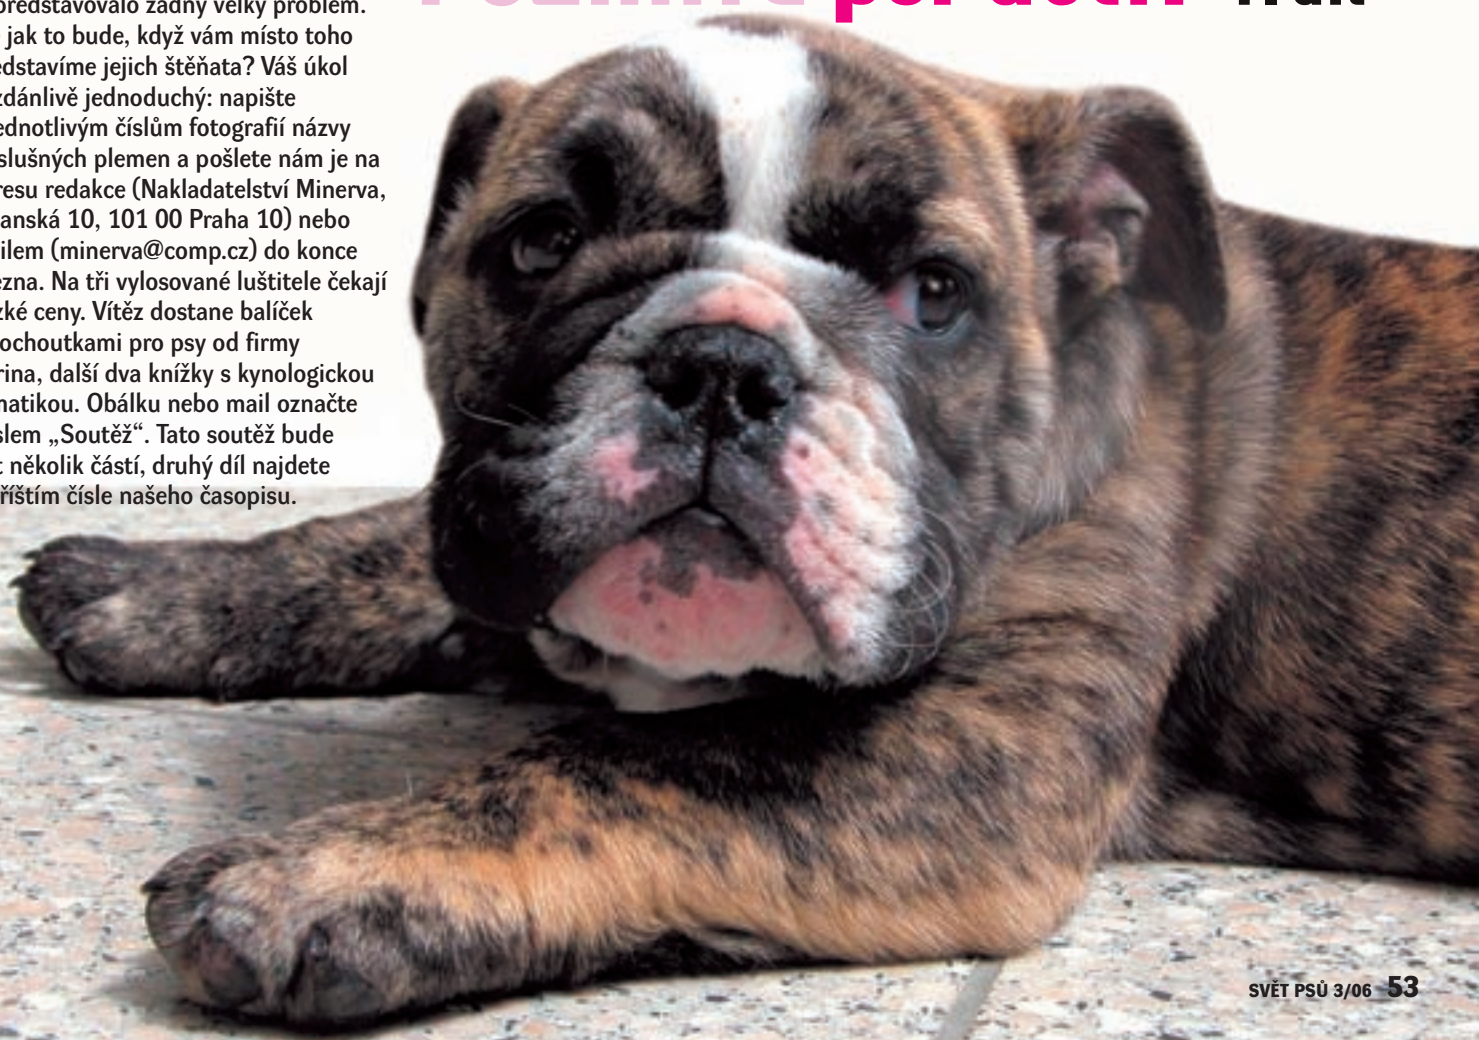 psí děti?
představovalo žádný velký problém.
jak to bude, když vám místo toho
edstavíme jejich štěňata? Váš úkol
zdánlivě jednoduchý: napište
ednotlivým číslům fotografií názvy
slušných plemen a pošlete nám je na
resu redakce (Nakladatelství Minerva,
anská 10, 101 00 Praha 10) nebo
ilem (minerva@comp.cz) do konce
ezna. Na tři vylosované luštitele čekají
zké ceny. Vítěz dostane balíček
ochoutkami pro psy od firmy
rina, další dva knížky s kynologickou
matikou. Obálku nebo mail označte
slem „Soutěž“. Tato soutěž bude
t několik částí, druhý díl najdete
říštím čísle našeho časopisu.
SVĚT PSŮ 3/06 53